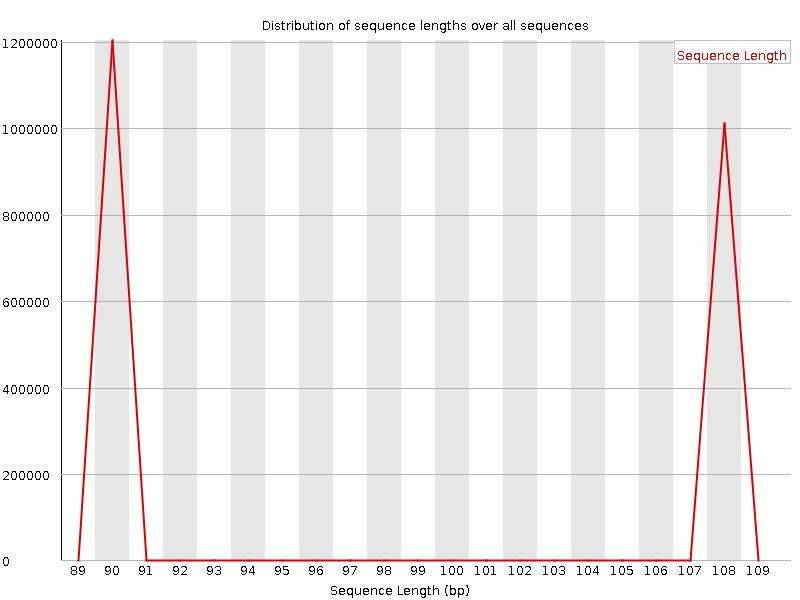 Distribution of sequence lengths over all sequences
Sequence Length
1200000
1000000
800000
600000
400000
200000
0
89 90 91 92 93 94 95 96 97 98 99 100 101 102 103 104 105 106 107 108 109
Sequence Length (bp)